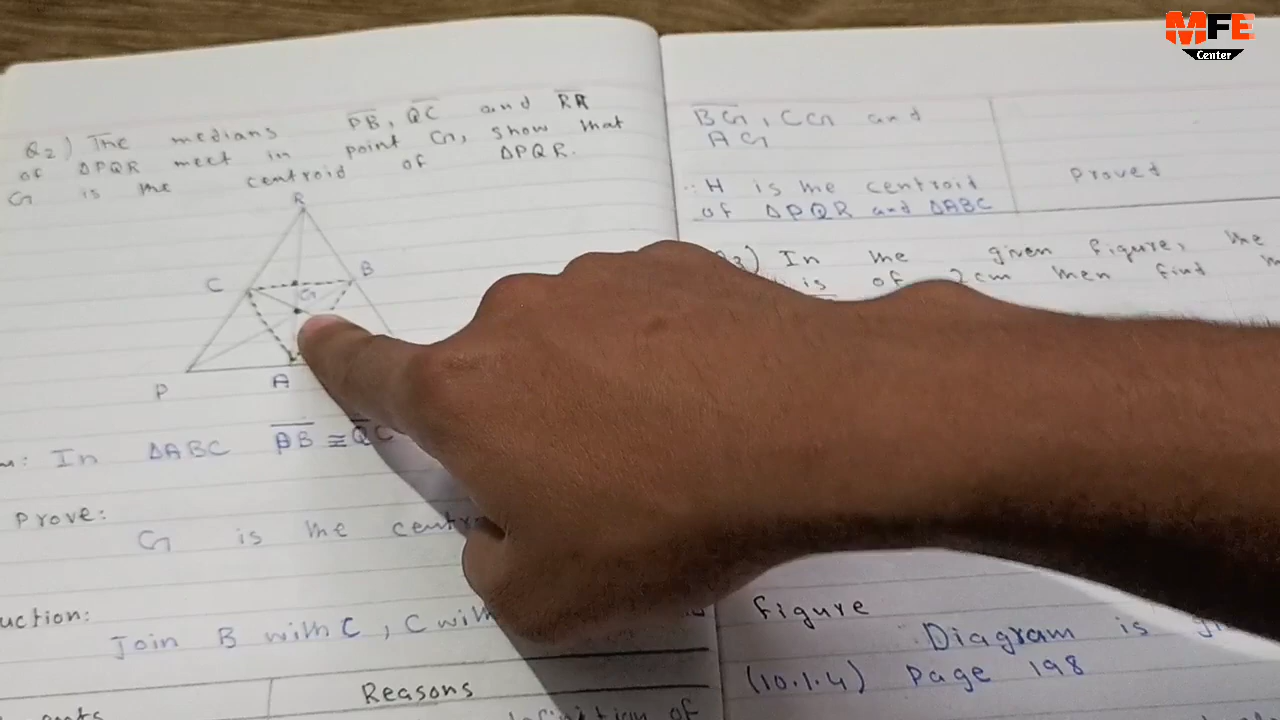 Q2) The medians PB, QC and RR
of ΔPQR meet in point G, show that
G is the centroid of ΔPQR.
R
C
B
G
P
A
In ΔABC PB ≅ QC
Prove:
G is the
uction:
Join B with C, C with
Reasons
BG, CG and
AG
∴ H is the centroid
of ΔPQR and ΔABC
Proved
In the given figure, the
is of 2cm then find
figure
Diagram is
(10.1.4) Page 198
MFE
Center